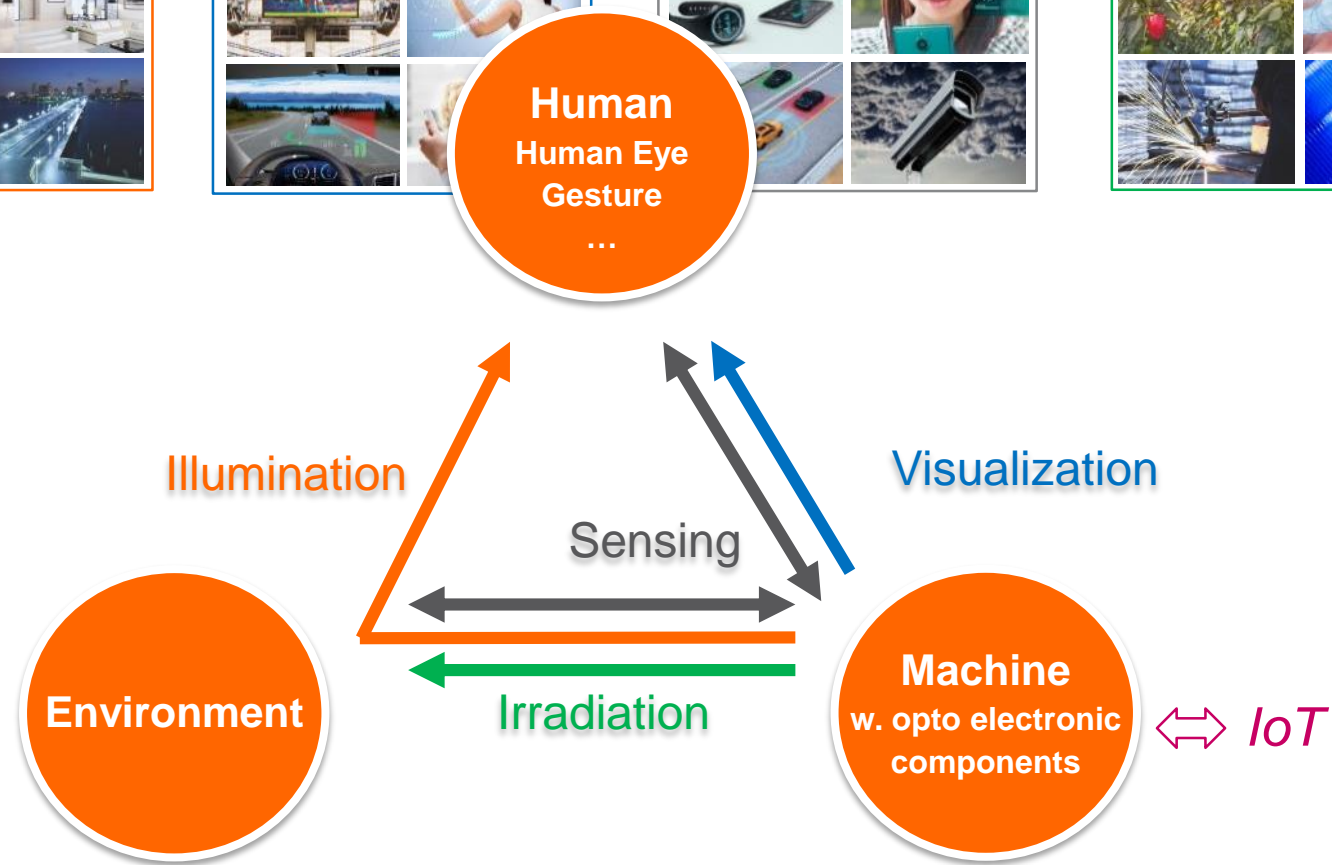 Human
Human Eye
Gesture
…
Illumination
Visualization
Sensing
Environment
Irradiation
Machine
w. opto electronic
components
IoT